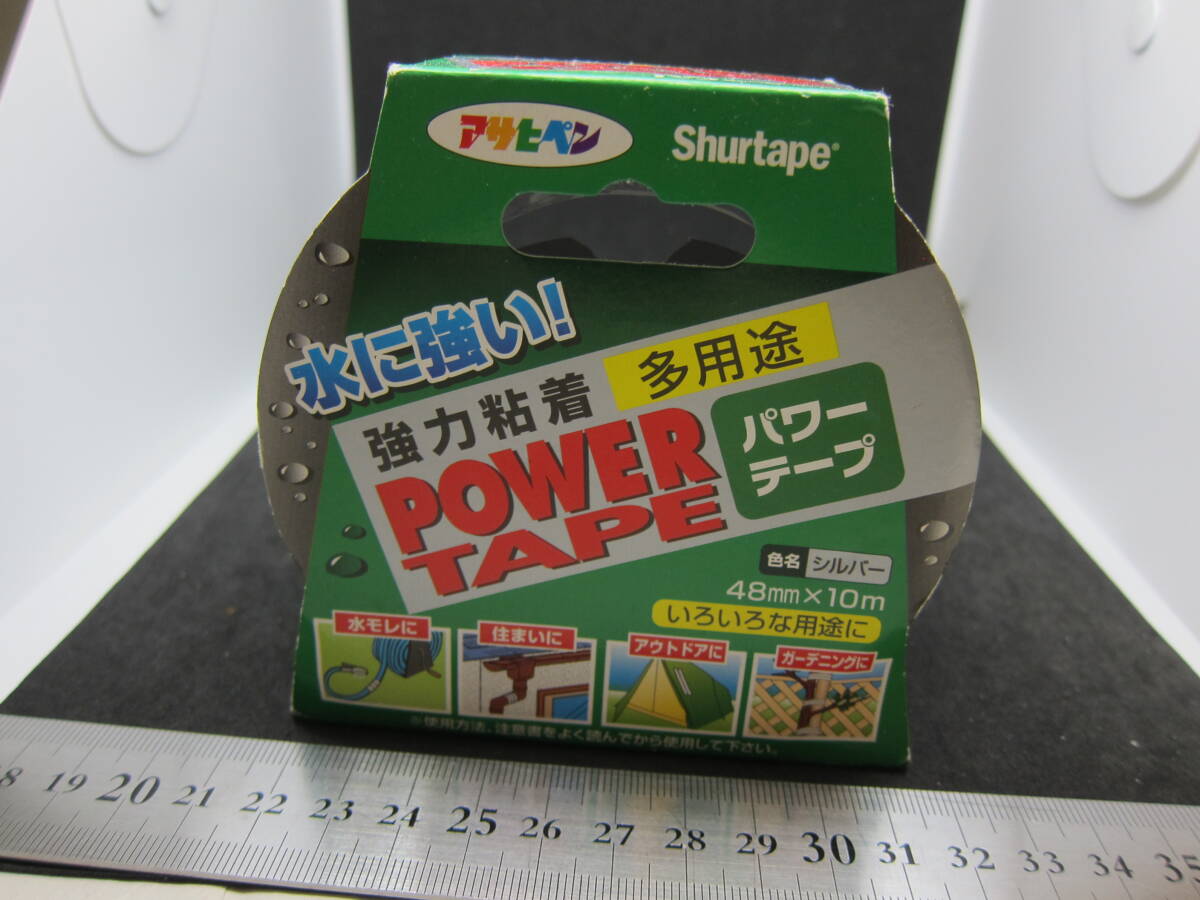 アサヒペン
Shurtape®
水に強い!
強力粘着
多用途
POWER
TAPE
パワー
テープ
色名 シルバー
48mm×10m
いろいろな用途に
水モレに
住まいに
アウトドアに
ガーデニングに
※使用方法、注意書をよく読んでから使用して下さい。
18 19 20 21 22 23 24 25 26 27 28 29 30 31 32 33 34 35